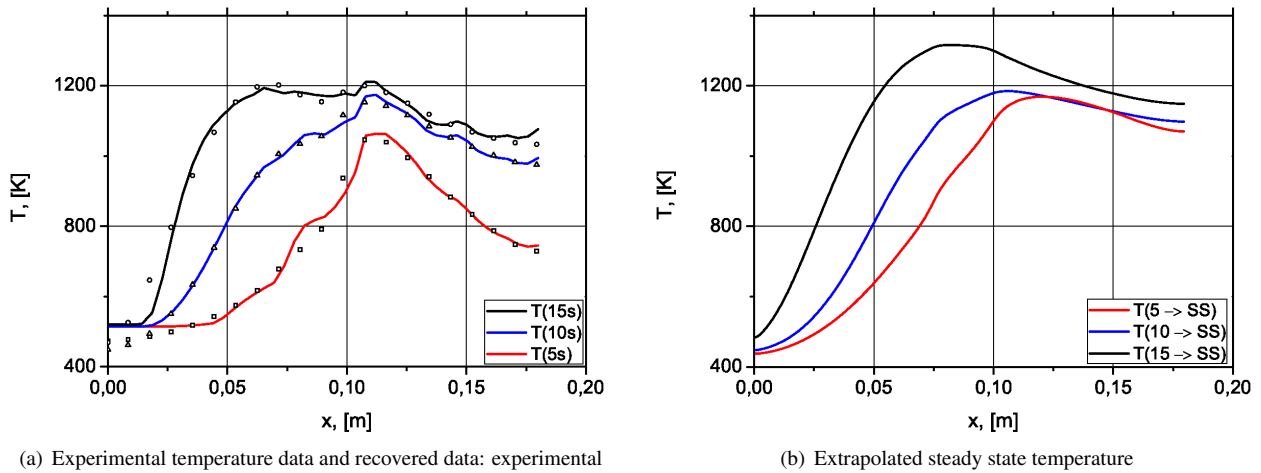 1200
800
400
T, [K]
0,00
0,05
0,10
0,15
0,20
x, [m]
T(15s)
T(10s)
T(5s)
(a) Experimental temperature data and recovered data: experimental
1200
800
400
T, [K]
0,00
0,05
0,10
0,15
0,20
x, [m]
T(5 -> SS)
T(10 -> SS)
T(15 -> SS)
(b) Extrapolated steady state temperature